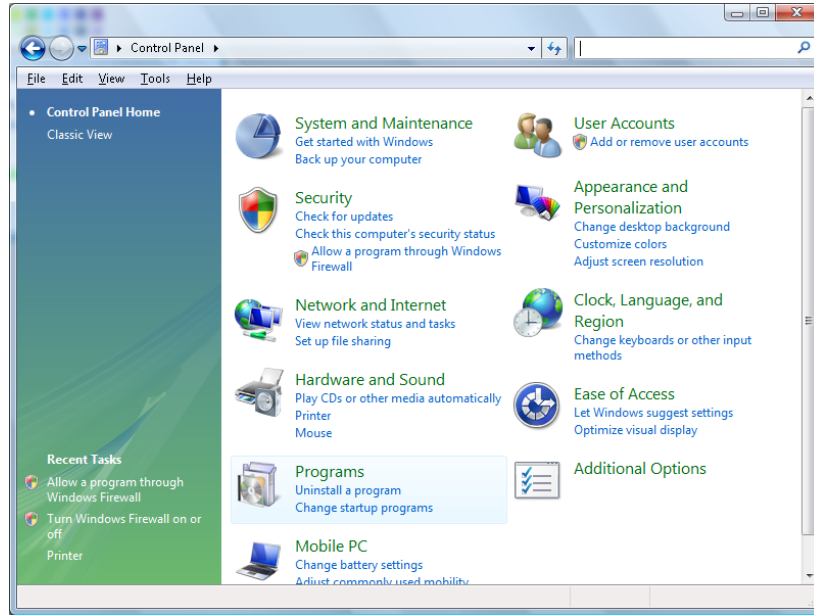 Control Panel
File Edit View Tools Help
Control Panel Home
Classic View
System and Maintenance
Get started with Windows
Back up your computer
Security
Check for updates
Check this computer's security status
Allow a program through Windows
Firewall
Network and Internet
View network status and tasks
Set up file sharing
Hardware and Sound
Play CDs or other media automatically
Printer
Mouse
Programs
Uninstall a program
Change startup programs
Mobile PC
Change battery settings
Adjust commonly used mobility
User Accounts
Add or remove user accounts
Appearance and
Personalization
Change desktop background
Customize colors
Adjust screen resolution
Clock, Language, and
Region
Change keyboards or other input
methods
Ease of Access
Let Windows suggest settings
Optimize visual display
Additional Options
Recent Tasks
Allow a program through
Windows Firewall
Turn Windows Firewall on or
off
Printer